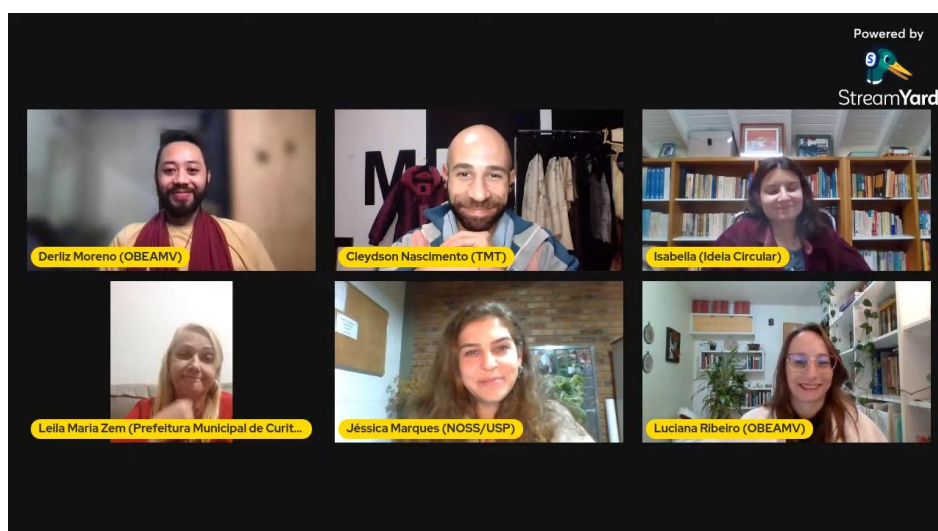 Powered by
StreamYard
Derliz Moreno (OBEAMV)
Cleydson Nascimento (TMT)
Isabella (Ideia Circular)
Leila Maria Zem (Prefeitura Municipal de Curit...
Jéssica Marques (NOSS/USP)
Luciana Ribeiro (OBEAMV)